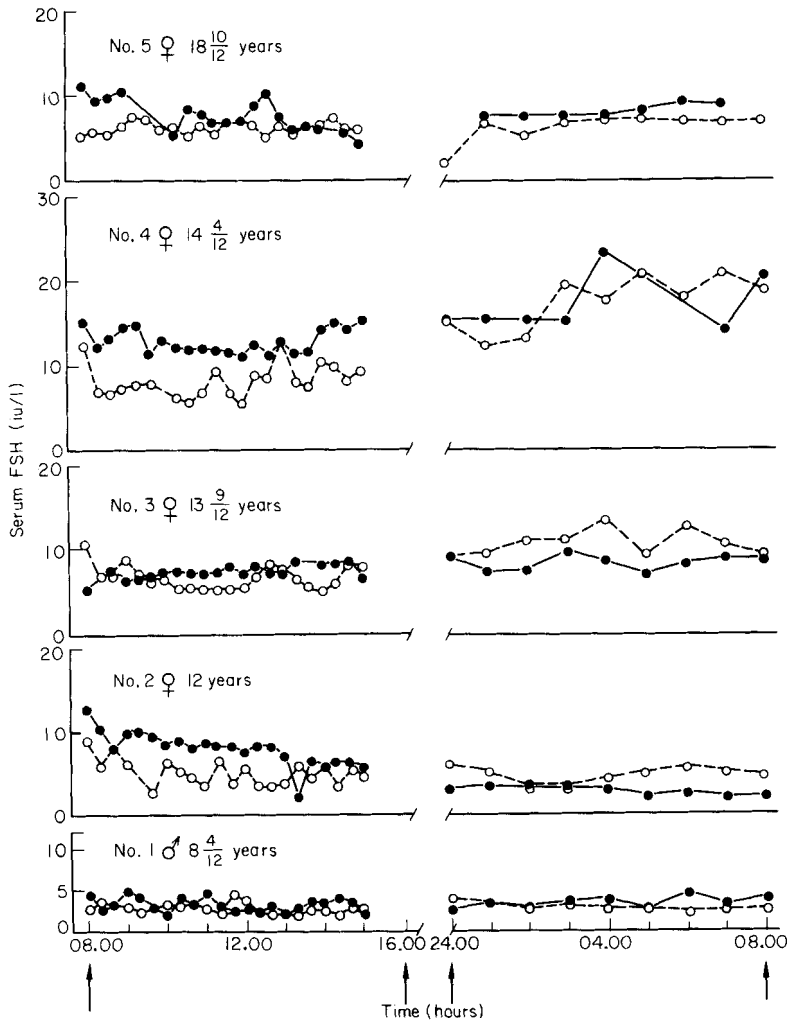 20
No. 5 ♀ 18 10/12 years
10
0
30
No. 4 ♀ 14 4/12 years
20
10
0
Serum FSH (iu/l)
20
No. 3 ♀ 13 9/12 years
10
0
20
No. 2 ♀ 12 years
10
0
10
No. 1 ♂ 8 4/12 years
5
0
08.00 12.00 16.00 24.00 04.00 08.00
Time (hours)